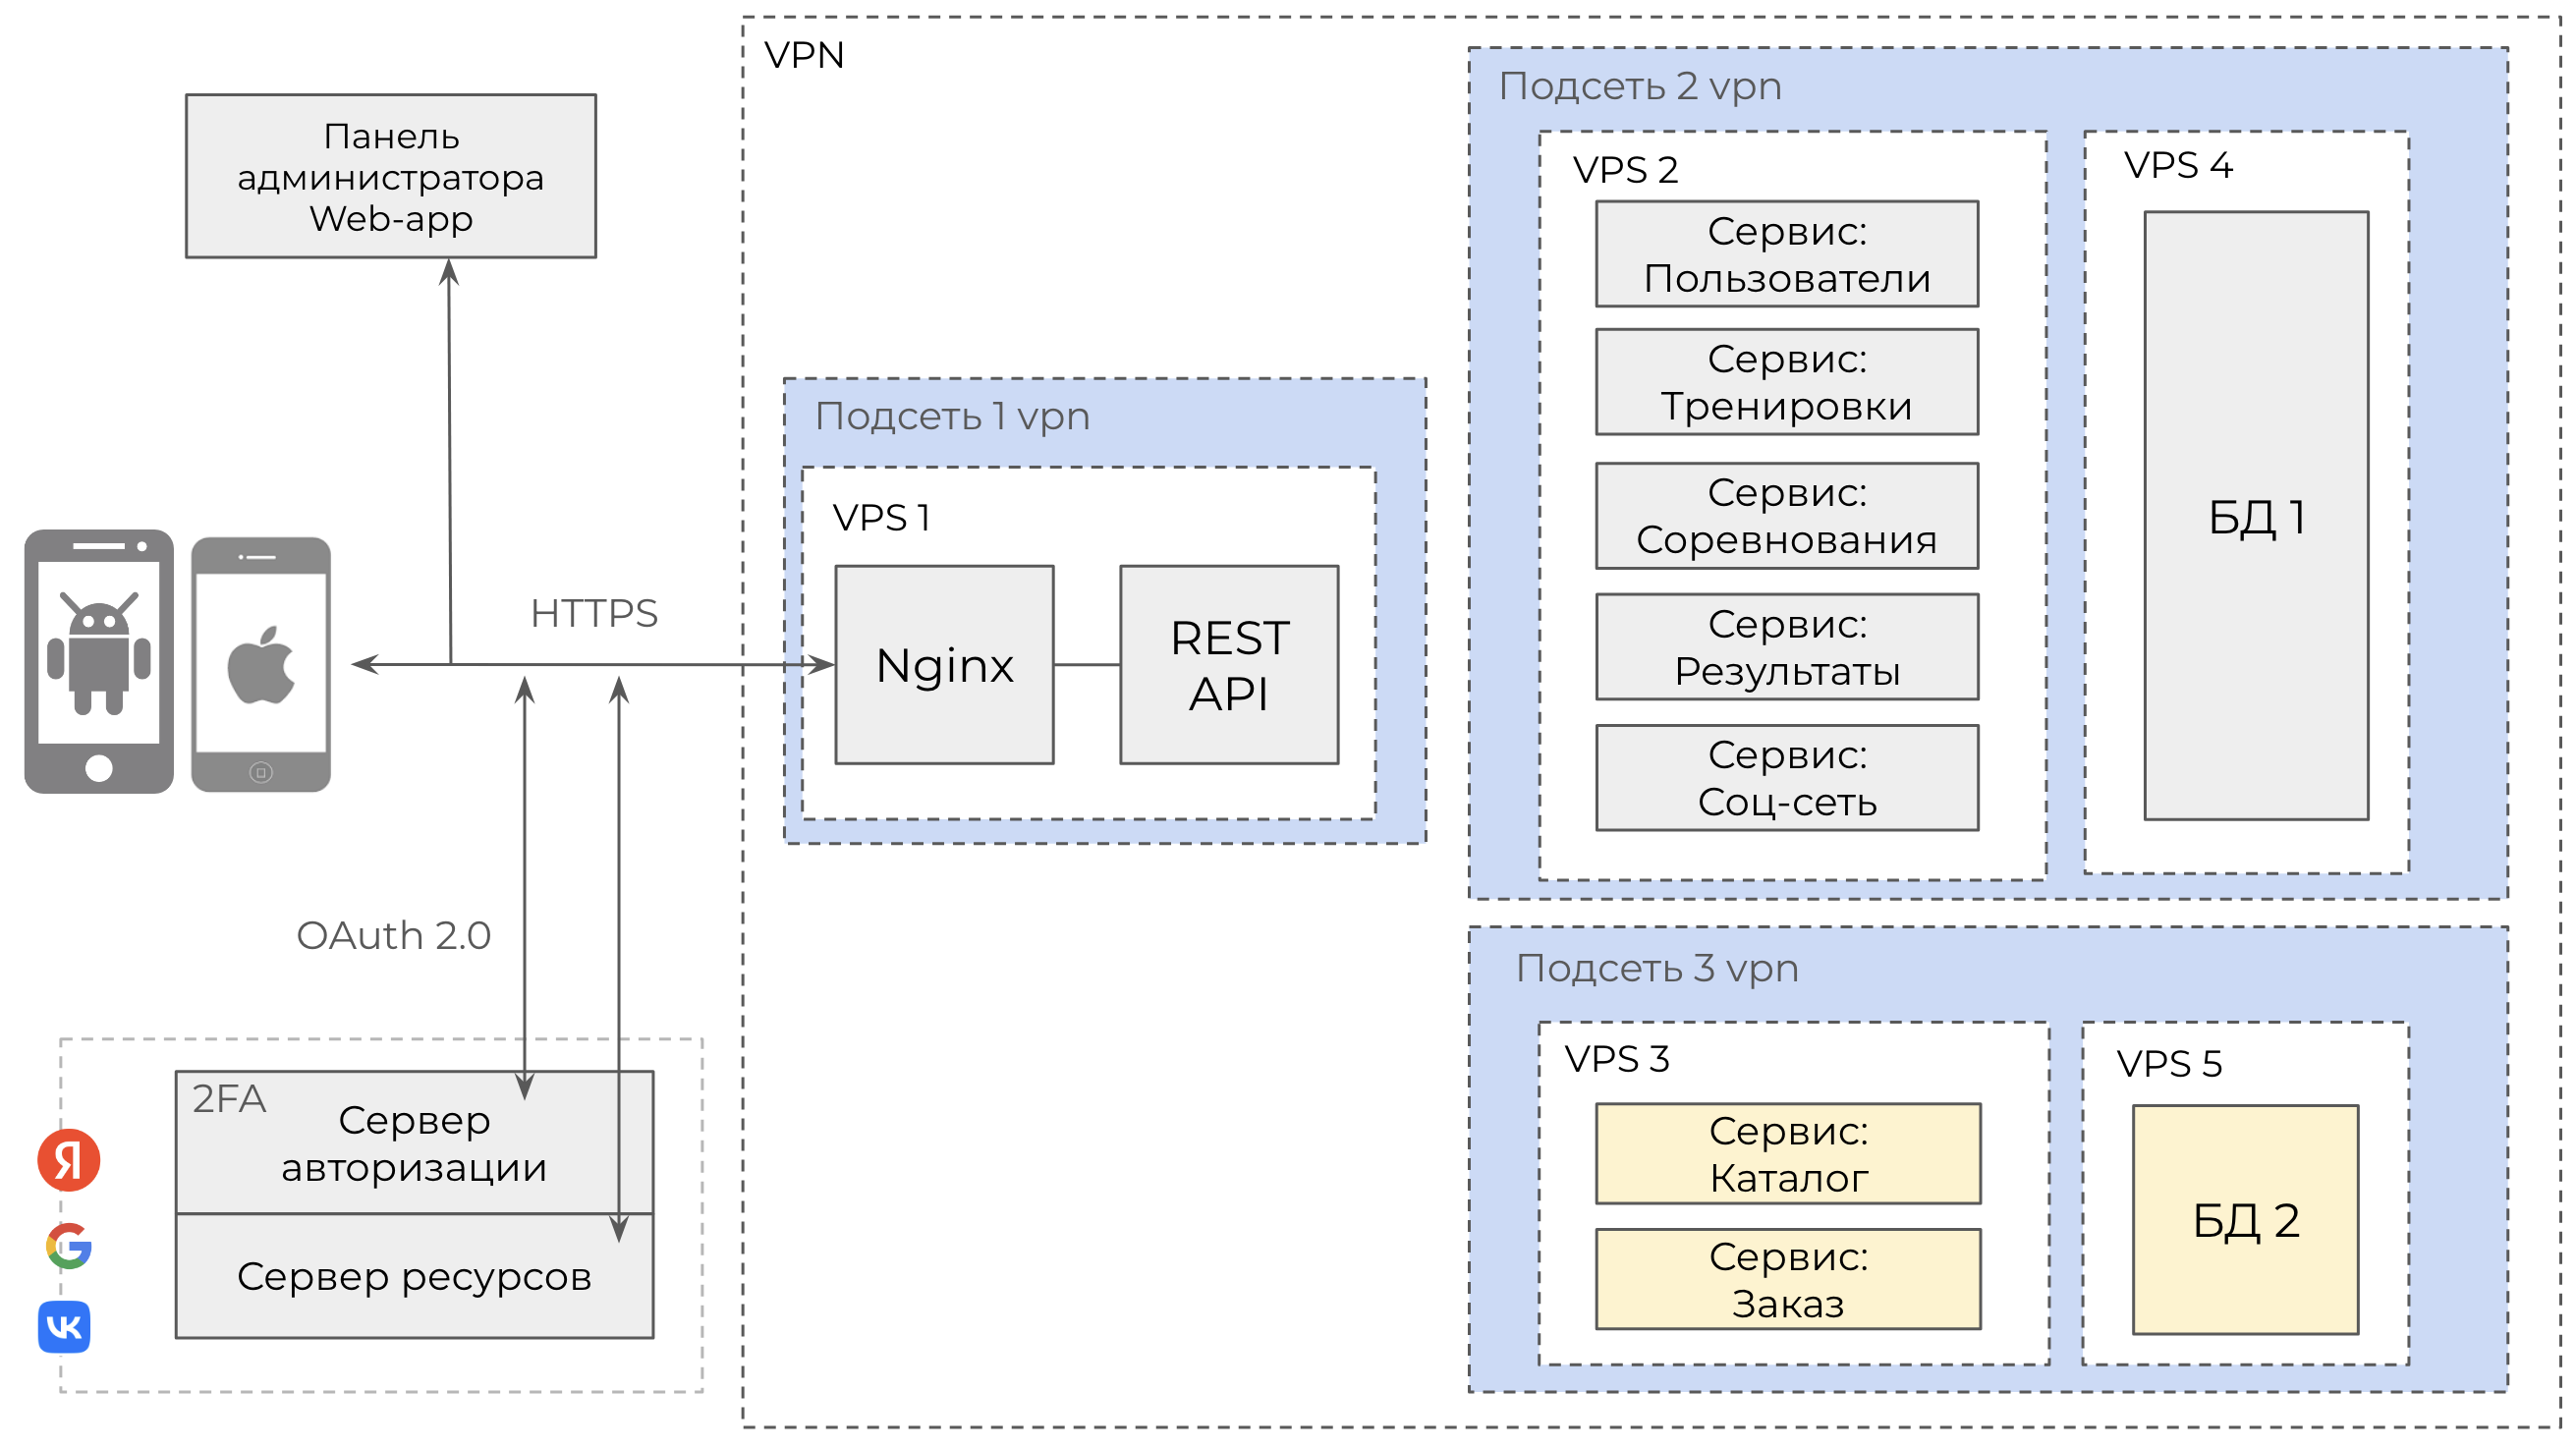 VPN
Панель
администратора
Web-app
HTTPS
OAuth 2.0
2FA
Сервер
авторизации
Сервер ресурсов
Я
G
VK
Подсеть 1 vpn
VPS 1
Nginx
REST
API
Подсеть 2 vpn
VPS 2
Сервис:
Пользователи
Сервис:
Тренировки
Сервис:
Соревнования
Сервис:
Результаты
Сервис:
Соц-сеть
VPS 4
БД 1
Подсеть 3 vpn
VPS 3
Сервис:
Каталог
Сервис:
Заказ
VPS 5
БД 2